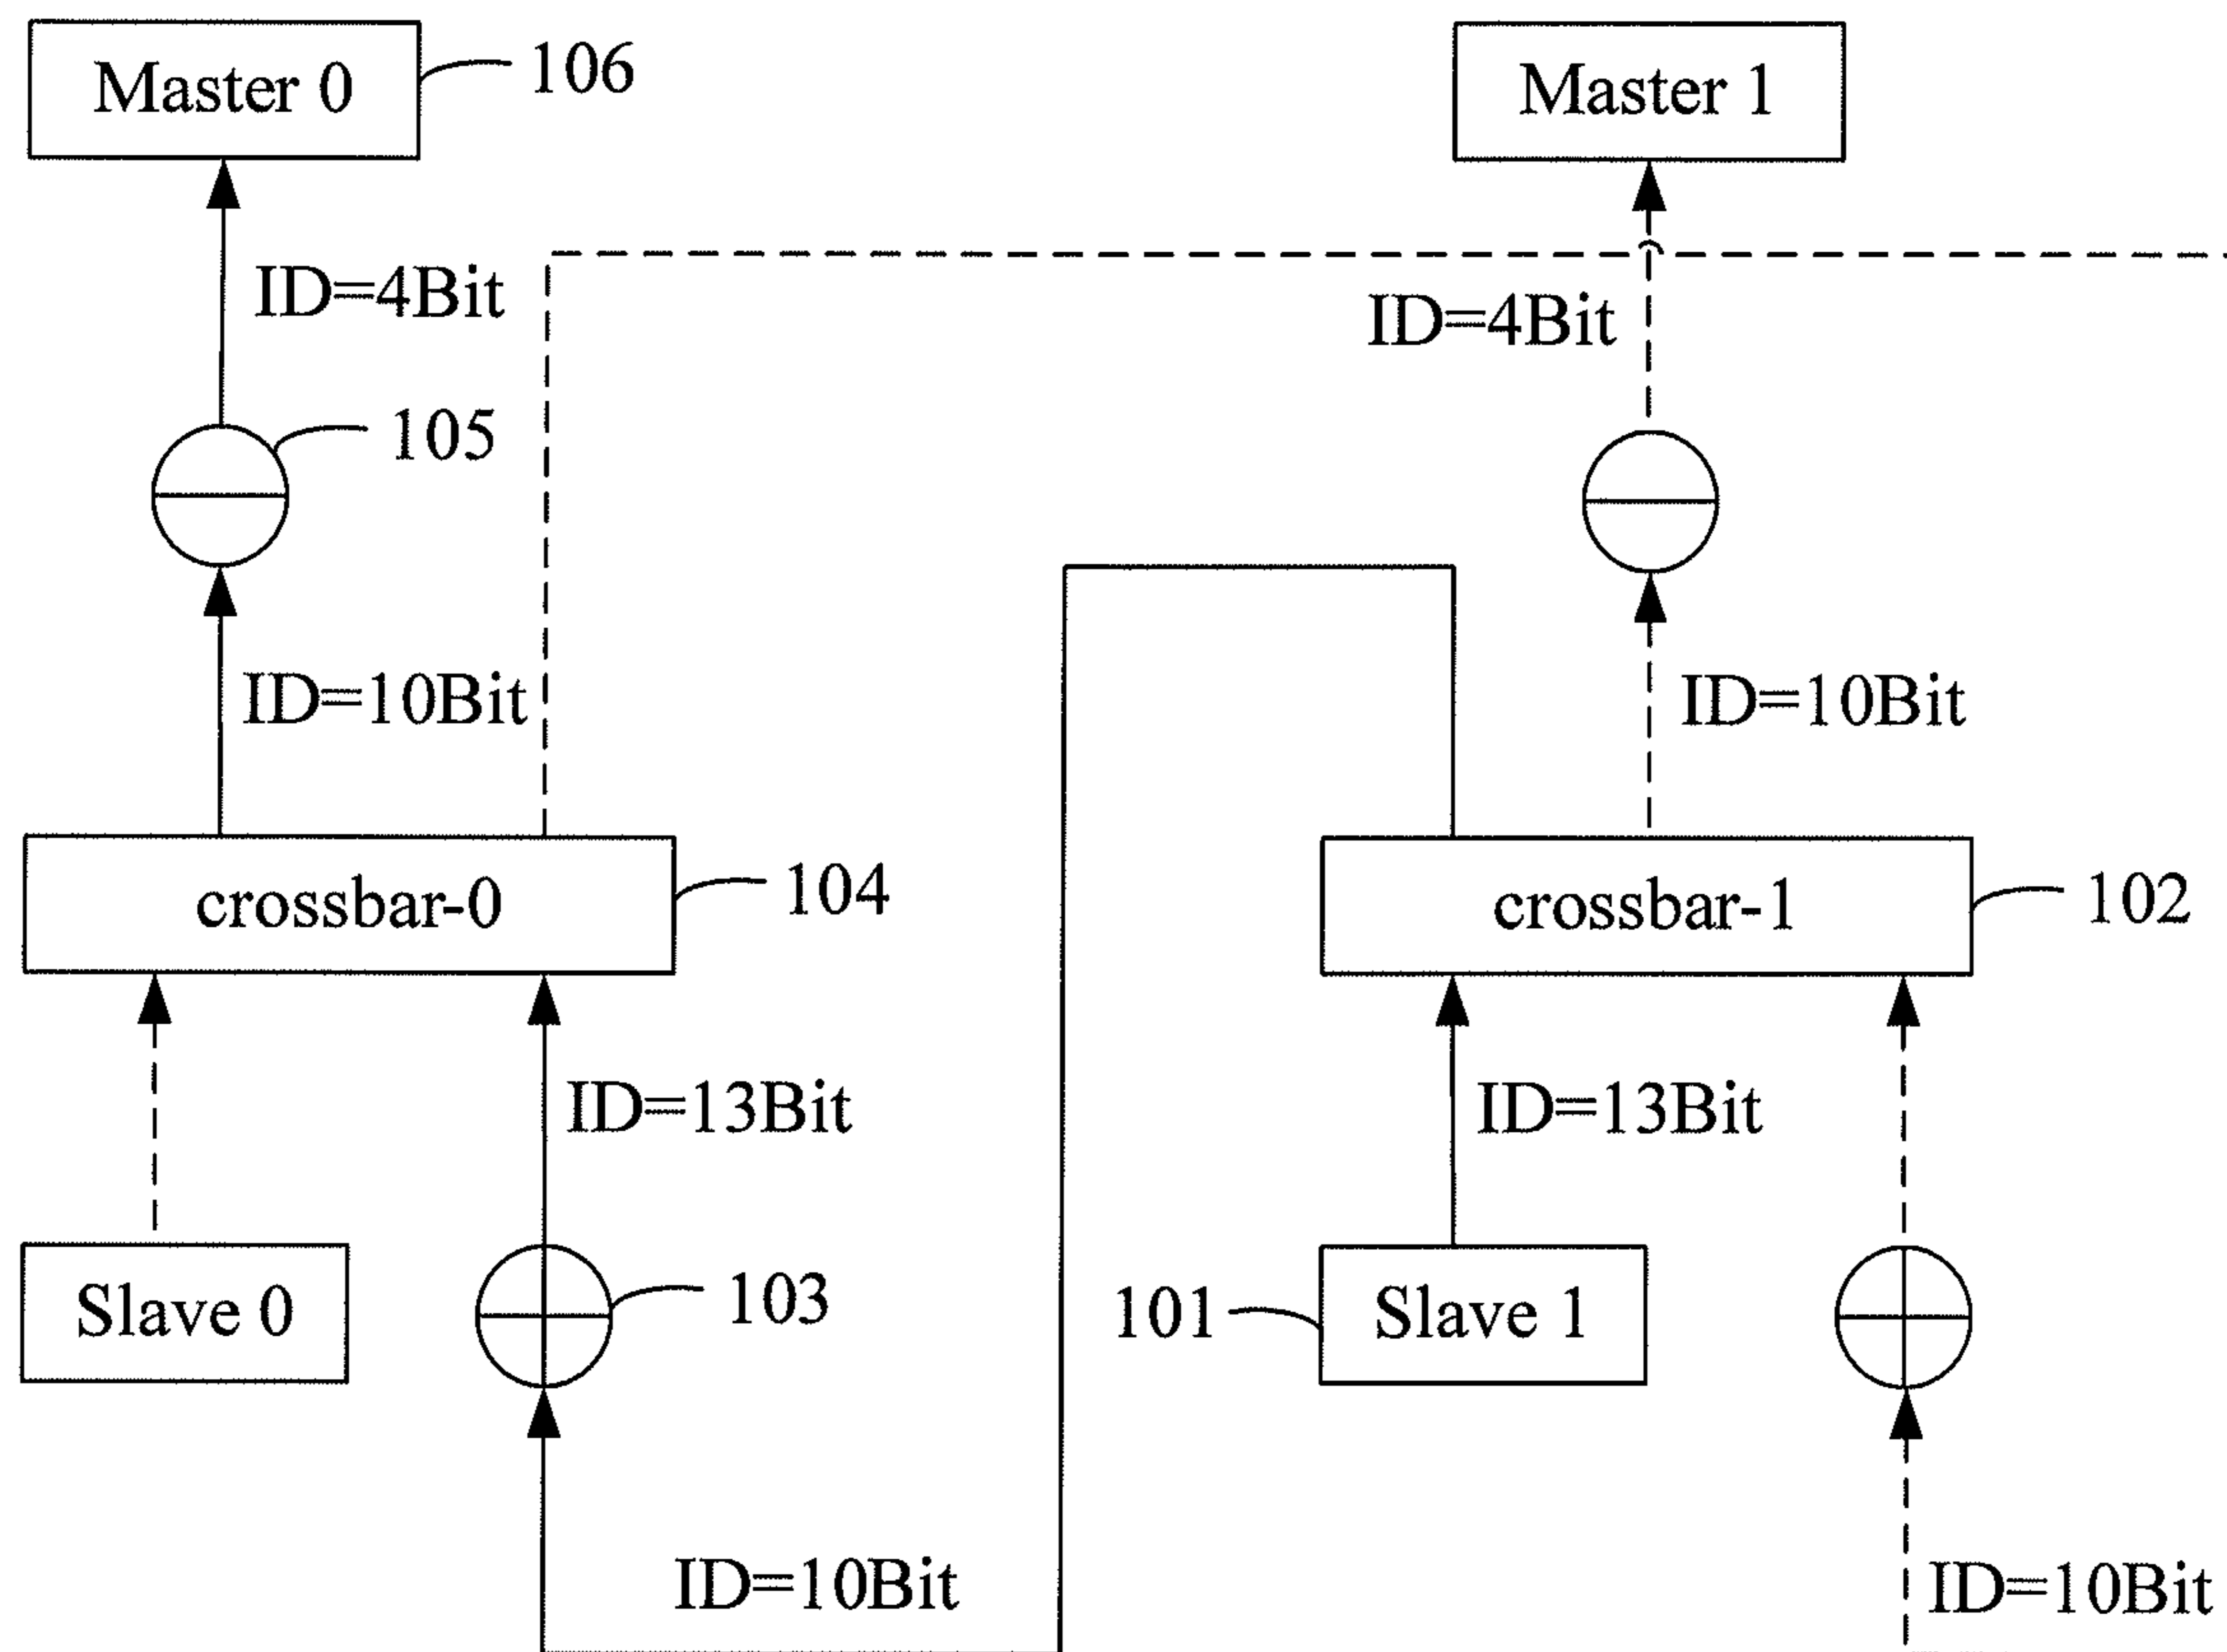 Master 0
106
Master 1
ID=4Bit
ID=4Bit
105
ID=10Bit
ID=10Bit
crossbar-0
104
crossbar-1
102
ID=13Bit
ID=13Bit
Slave 0
103
101
Slave 1
ID=10Bit
ID=10Bit